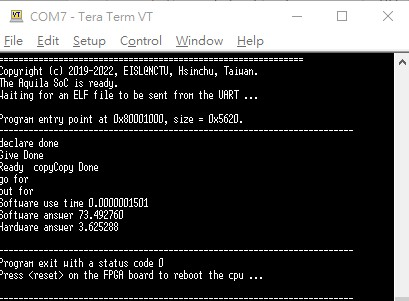 COM7 - Tera Term VT
File Edit Setup Control Window Help
================================================================
Copyright (c) 2019-2022, EISL@NCTU, Hsinchu, Taiwan.
The Aquila SoC is ready.
Waiting for an ELF file to be sent from the UART ...
Program entry point at 0x80001000, size = 0x5620.
----------------------------------------------------------------
declare done
Give Done
Ready  copyCopy Done
go for
out for
Software use time 0.0000001501
Software answer 73.492760
Hardware answer 3.625288
----------------------------------------------------------------
Program exit with a status code 0
Press <reset> on the FPGA board to reboot the cpu ...
================================================================